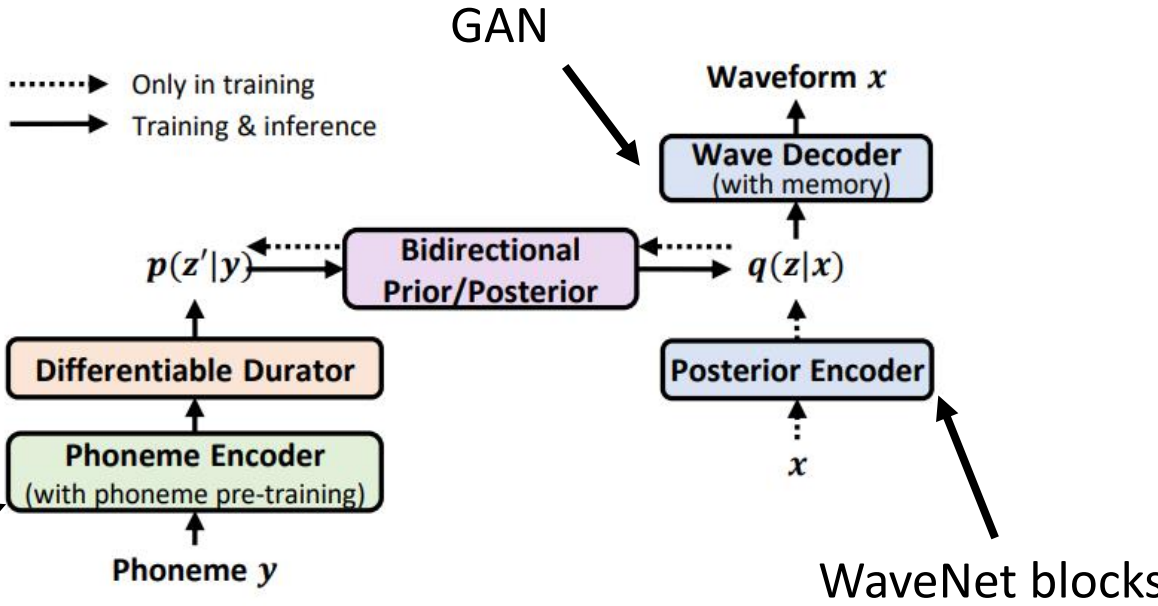 GAN
Only in training
Training & inference
Waveform x
Wave Decoder
(with memory)
p(z′|y)
Bidirectional
Prior/Posterior
q(z|x)
Differentiable Durator
Posterior Encoder
Phoneme Encoder
(with phoneme pre-training)
x
Phoneme y
WaveNet blocks